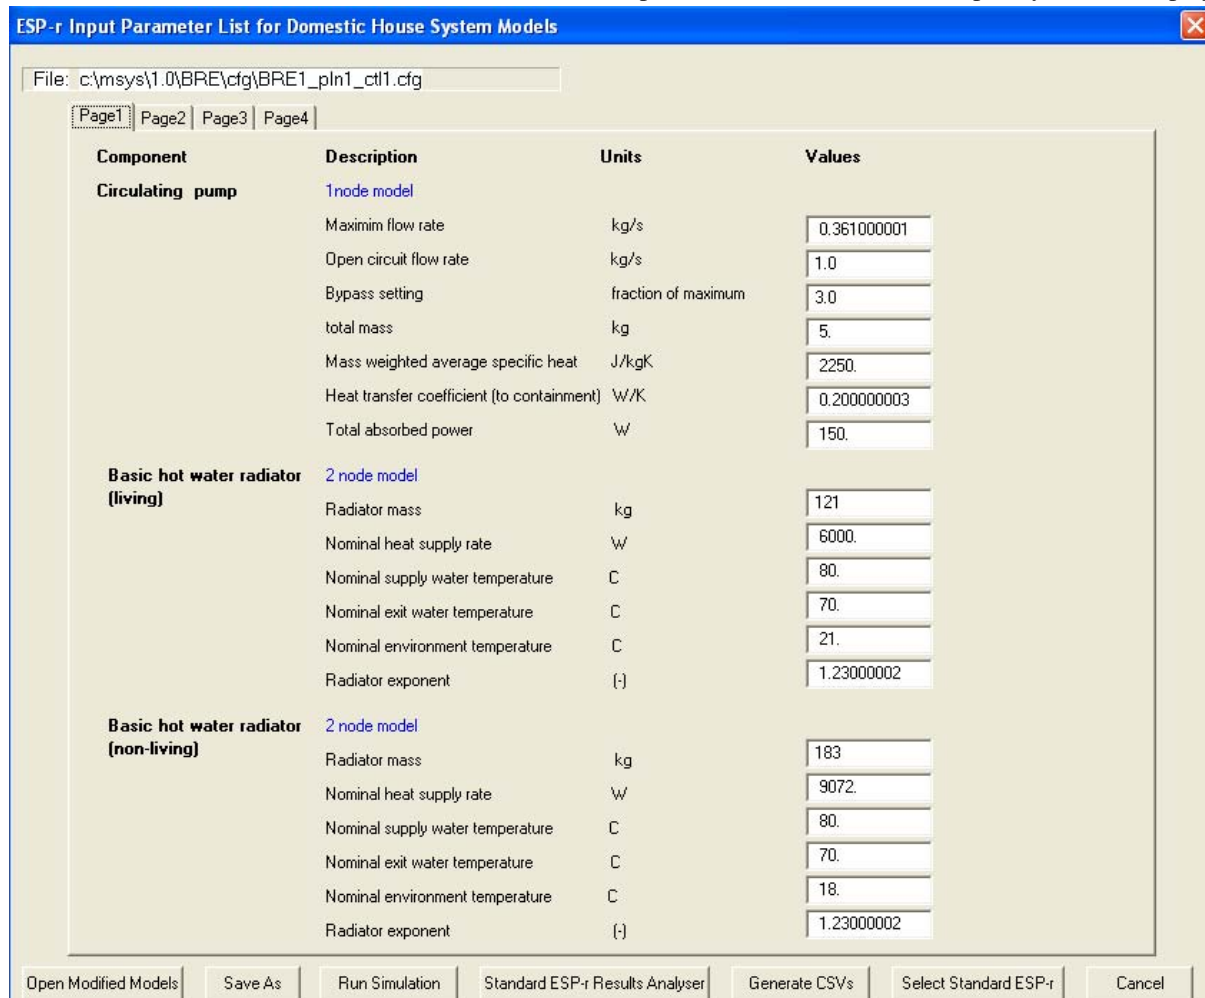 ESP-r Input Parameter List for Domestic House System Models
File: c:\msys\1.0\BRE\cfg\BRE1_pln1_ctl1.cfg
Page1 Page2 Page3 Page4
Component Description Units Values
Circulating pump 1node model
Maximim flow rate kg/s 0.361000001
Open circuit flow rate kg/s 1.0
Bypass setting fraction of maximum 3.0
total mass kg 5.
Mass weighted average specific heat J/kgK 2250.
Heat transfer coefficient (to containment) W/K 0.200000003
Total absorbed power W 150.
Basic hot water radiator 2 node model
(living)
Radiator mass kg 121
Nominal heat supply rate W 6000.
Nominal supply water temperature C 80.
Nominal exit water temperature C 70.
Nominal environment temperature C 21.
Radiator exponent (-) 1.23000002
Basic hot water radiator 2 node model
(non-living)
Radiator mass kg 183
Nominal heat supply rate W 9072.
Nominal supply water temperature C 80.
Nominal exit water temperature C 70.
Nominal environment temperature C 18.
Radiator exponent (-) 1.23000002
Open Modified Models Save As Run Simulation Standard ESP-r Results Analyser Generate CSVs Select Standard ESP-r Cancel